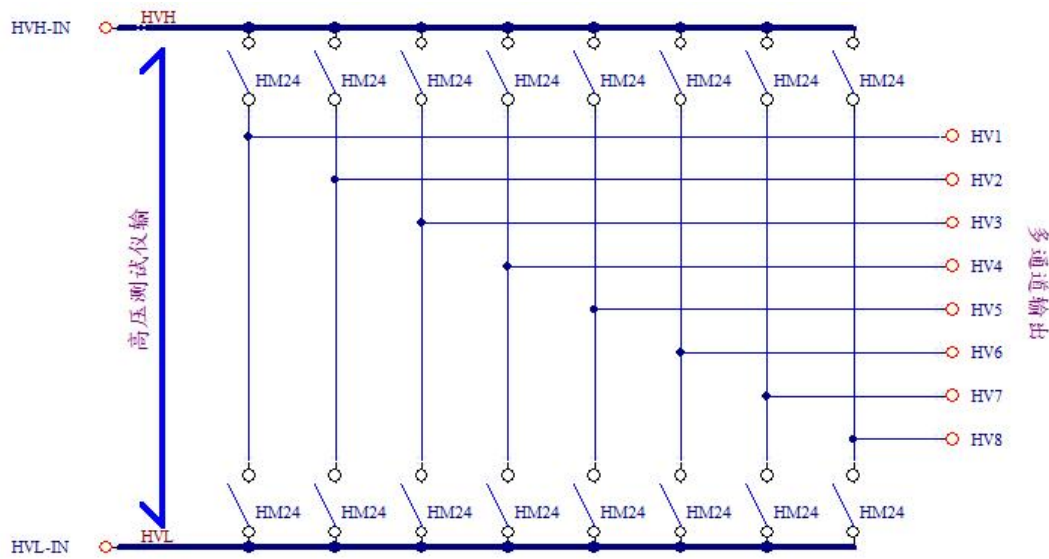 HVH-IN
HVH
HM24 HM24 HM24 HM24 HM24 HM24 HM24 HM24
HV1
HV2
HV3
HV4
HV5
HV6
HV7
HV8
高压测试仪输
多通道输出
HM24 HM24 HM24 HM24 HM24 HM24 HM24 HM24
HVL-IN
HVL